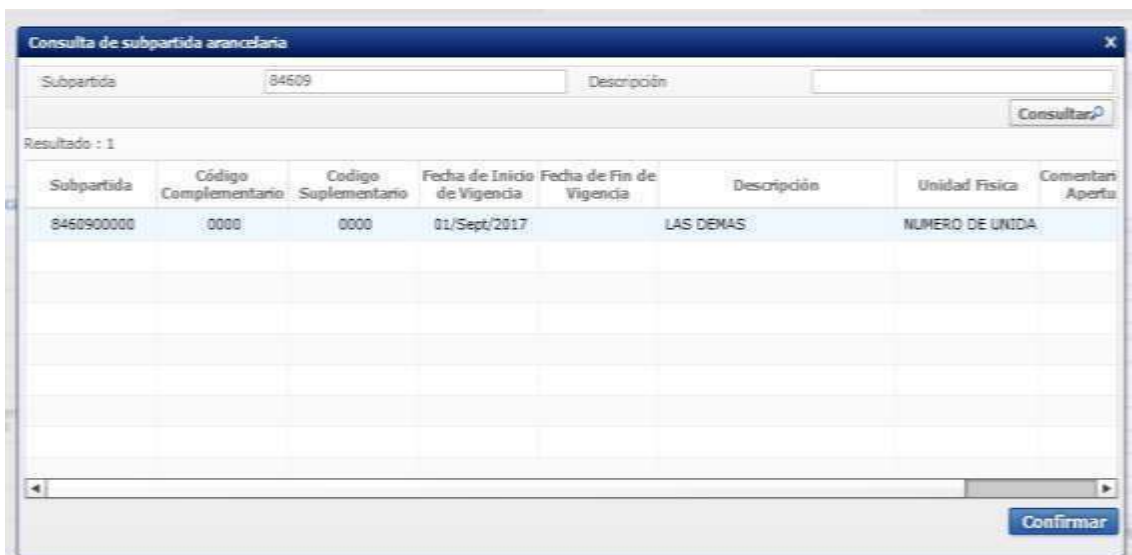 Consulta de subpartida arancelaria X
Subpartida 84609 Descripción
Consultar
Resultado : 1
Subpartida Código Complementario Codigo Suplementario Fecha de Inicio de Vigencia Fecha de Fin de Vigencia Descripción Unidad Fisica Comentari Apertu
8460900000 0000 0000 01/Sept/2017 LAS DEMAS NUMERO DE UNIDA
Confirmar